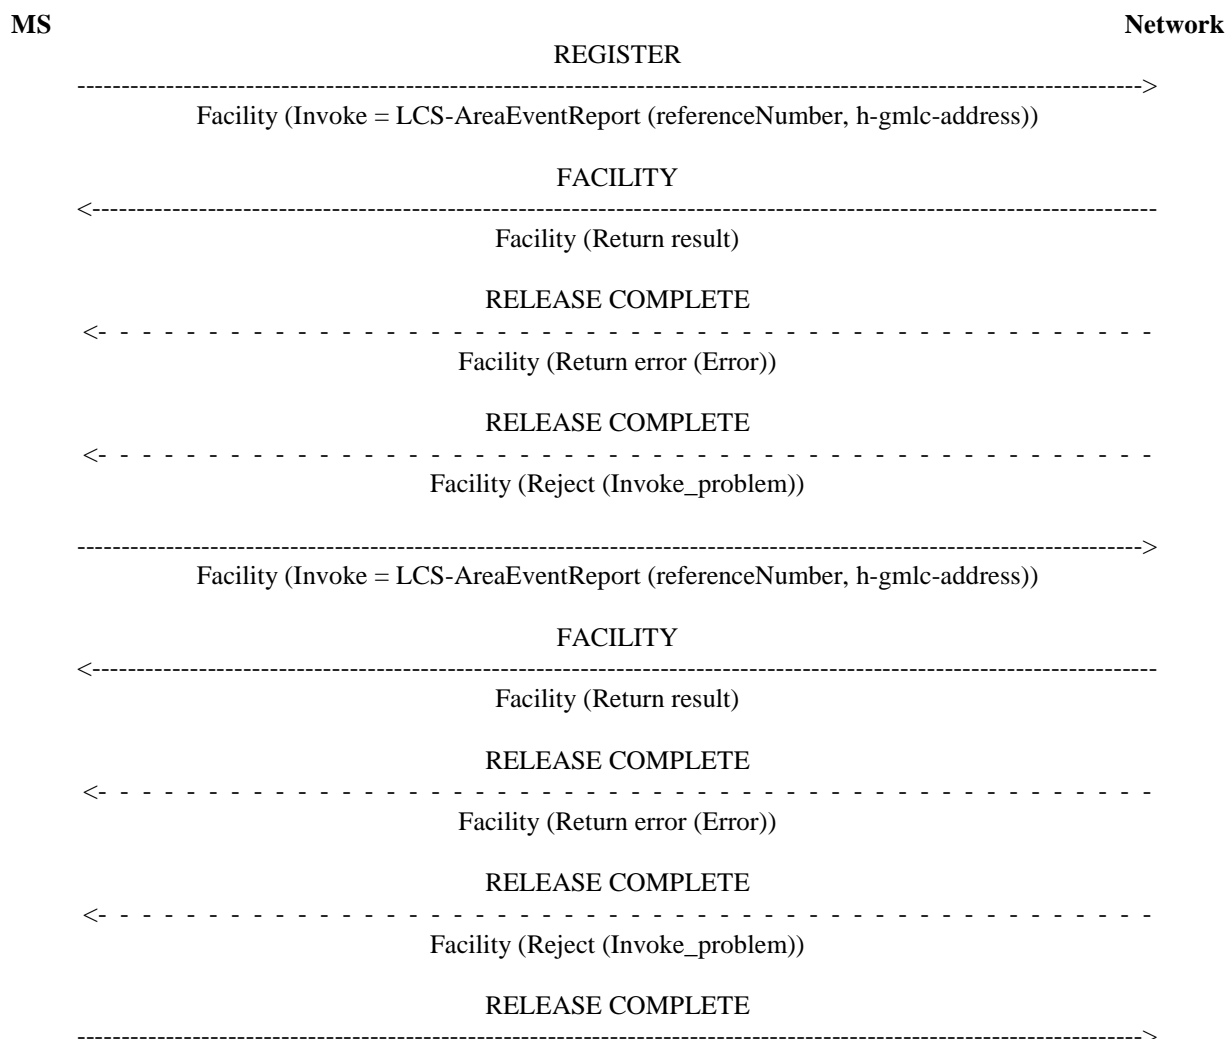 MS Network
REGISTER
------------------------------------------------------------------------------------------------------------------------->
Facility (Invoke = LCS-AreaEventReport (referenceNumber, h-gmlc-address))
FACILITY
<-------------------------------------------------------------------------------------------------------------------------
Facility (Return result)
RELEASE COMPLETE
<- - - - - - - - - - - - - - - - - - - - - - - - - - - - - - - - - - - - - - - - - - - - - - - - -
Facility (Return error (Error))
RELEASE COMPLETE
<- - - - - - - - - - - - - - - - - - - - - - - - - - - - - - - - - - - - - - - - - - - - - - - - -
Facility (Reject (Invoke_problem))
------------------------------------------------------------------------------------------------------------------------->
Facility (Invoke = LCS-AreaEventReport (referenceNumber, h-gmlc-address))
FACILITY
<-------------------------------------------------------------------------------------------------------------------------
Facility (Return result)
RELEASE COMPLETE
<- - - - - - - - - - - - - - - - - - - - - - - - - - - - - - - - - - - - - - - - - - - - - - - - -
Facility (Return error (Error))
RELEASE COMPLETE
<- - - - - - - - - - - - - - - - - - - - - - - - - - - - - - - - - - - - - - - - - - - - - - - - -
Facility (Reject (Invoke_problem))
RELEASE COMPLETE
------------------------------------------------------------------------------------------------------------------------->